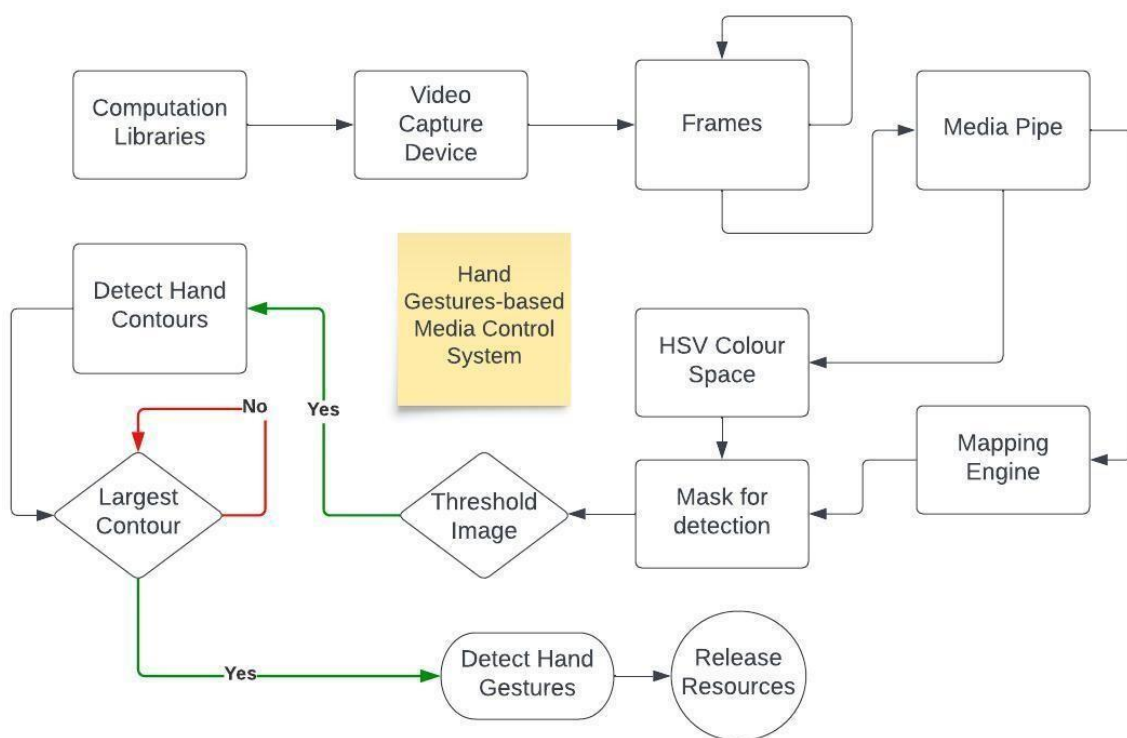 Computation
Libraries
Video
Capture
Device
Frames
Media Pipe
Detect Hand
Contours
Hand
Gestures-based
Media Control
System
HSV Colour
Space
No
Yes
Mapping
Engine
Largest
Contour
Threshold
Image
Mask for
detection
Yes
Detect Hand
Gestures
Release
Resources